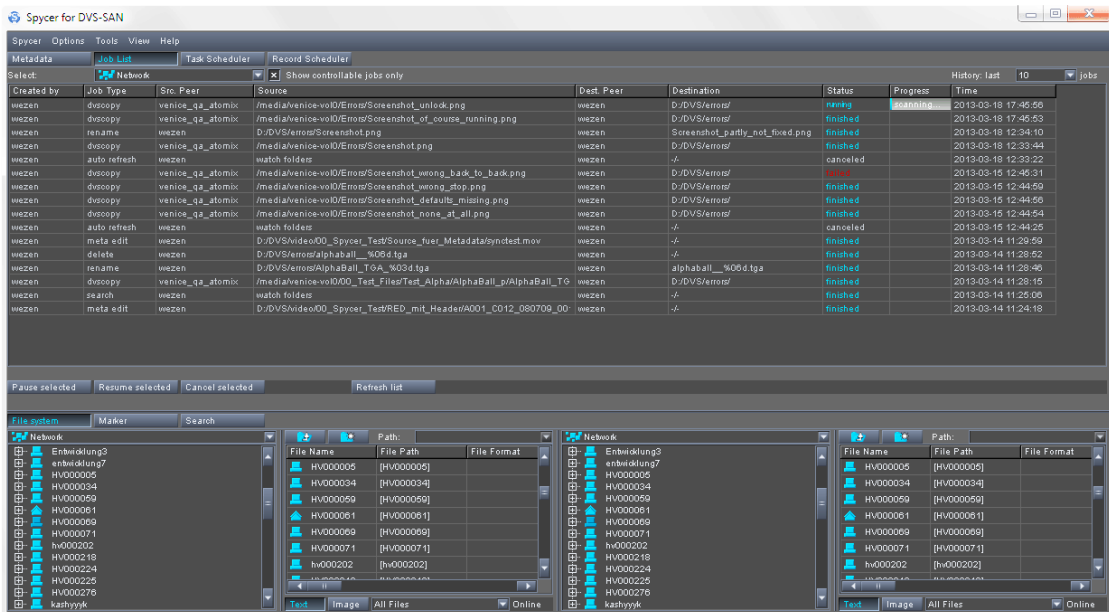 Spycer for DVS-SAN
Spycer Options Tools View Help
Metadata Job List Task Scheduler Record Scheduler
Select: Network Show controllable jobs only History: last 10 jobs
Created by Job Type Src. Peer Source Dest. Peer Destination Status Progress Time
wezen dvscopy venice_qa_atomix /media/venice-vol0/Errors/Screenshot_unlock.png wezen D:/DVS/errors/ running scanning... 2013-03-18 17:45:56
wezen dvscopy venice_qa_atomix /media/venice-vol0/Errors/Screenshot_of_course_running.png wezen D:/DVS/errors/ finished 2013-03-18 17:45:53
wezen rename wezen D:/DVS/errors/Screenshot.png Screenshot_partly_not_fixed.png finished 2013-03-18 12:34:10
wezen dvscopy venice_qa_atomix /media/venice-vol0/Errors/Screenshot.png wezen D:/DVS/errors/ finished 2013-03-18 12:33:44
wezen auto refresh wezen watch folders wezen -/- canceled 2013-03-18 12:33:22
wezen dvscopy venice_qa_atomix /media/venice-vol0/Errors/Screenshot_wrong_back_to_back.png wezen D:/DVS/errors/ failed 2013-03-15 12:45:31
wezen dvscopy venice_qa_atomix /media/venice-vol0/Errors/Screenshot_wrong_stop.png wezen D:/DVS/errors/ finished 2013-03-15 12:44:59
wezen dvscopy venice_qa_atomix /media/venice-vol0/Errors/Screenshot_defaults_missing.png wezen D:/DVS/errors/ finished 2013-03-15 12:44:56
wezen dvscopy venice_qa_atomix /media/venice-vol0/Errors/Screenshot_none_at_all.png wezen D:/DVS/errors/ finished 2013-03-15 12:44:54
wezen auto refresh wezen watch folders wezen -/- canceled 2013-03-15 12:44:25
wezen meta edit wezen D:/DVS/video/00_Spycer_Test/Source_fuer_Metadata/synctest.mov wezen -/- finished 2013-03-14 11:29:59
wezen delete wezen D:/DVS/errors/alphaball__%06d.tga wezen -/- finished 2013-03-14 11:28:52
wezen rename wezen D:/DVS/errors/AlphaBall_TGA_%03d.tga wezen alphaball__%06d.tga finished 2013-03-14 11:28:46
wezen dvscopy venice_qa_atomix /media/venice-vol0/00_Test_Files/Test_Alpha/AlphaBall_p/AlphaBall_TG wezen D:/DVS/errors/ finished 2013-03-14 11:28:15
wezen search wezen watch folders wezen -/- finished 2013-03-14 11:25:06
wezen meta edit wezen D:/DVS/video/00_Spycer_Test/RED_mit_Header/A001_C012_080709_00 wezen -/- finished 2013-03-14 11:24:18
Pause selected Resume selected Cancel selected Refresh list
File system Marker Search
Network Path: Network Path:
File Name File Path File Format File Name File Path File Format
Entwicklung3
entwicklung7
HV000005
HV000034
HV000059
HV000061
HV000069
HV000071
hv000202
HV000218
HV000224
HV000225
HV000276
kashyyyk
HV000005 [HV000005]
HV000034 [HV000034]
HV000059 [HV000059]
HV000061 [HV000061]
HV000069 [HV000069]
HV000071 [HV000071]
hv000202 [hv000202]
Text Image All Files Online
Entwicklung3
entwicklung7
HV000005
HV000034
HV000059
HV000061
HV000069
HV000071
hv000202
HV000218
HV000224
HV000225
HV000276
kashyyyk
HV000005 [HV000005]
HV000034 [HV000034]
HV000059 [HV000059]
HV000061 [HV000061]
HV000069 [HV000069]
HV000071 [HV000071]
hv000202 [hv000202]
Text Image All Files Online